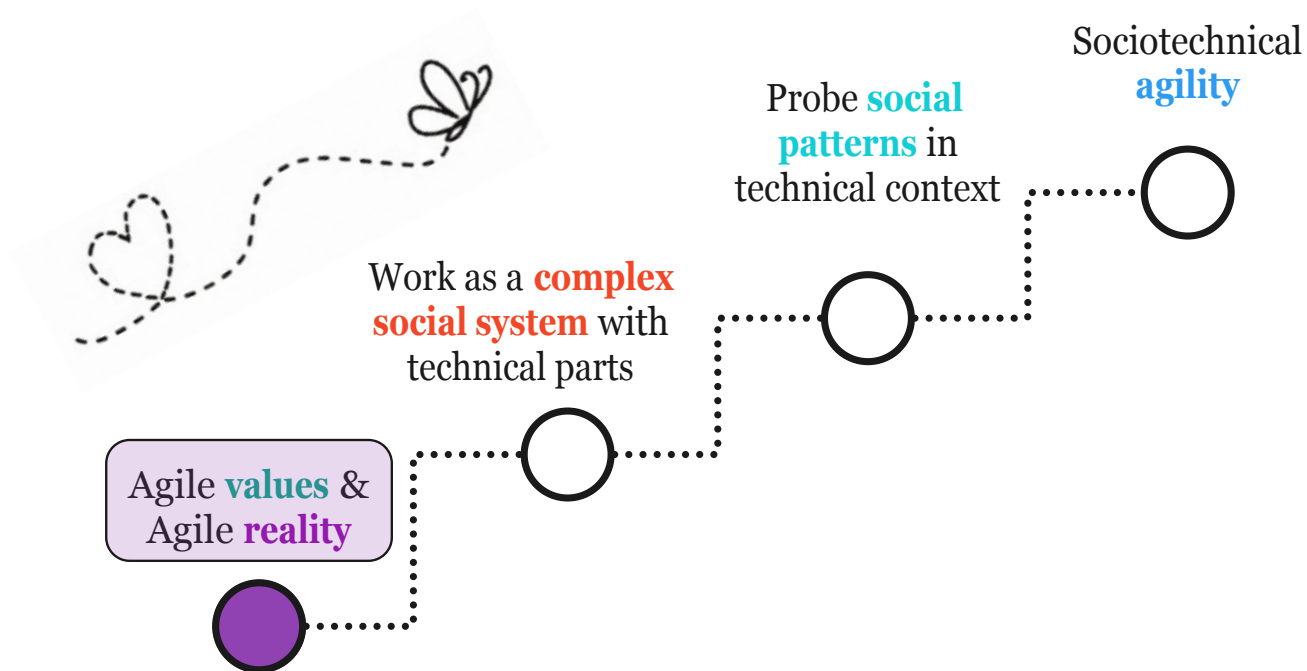 Sociotechnical
agility
Probe social
patterns in
technical context
Work as a complex
social system with
technical parts
Agile values &
Agile reality